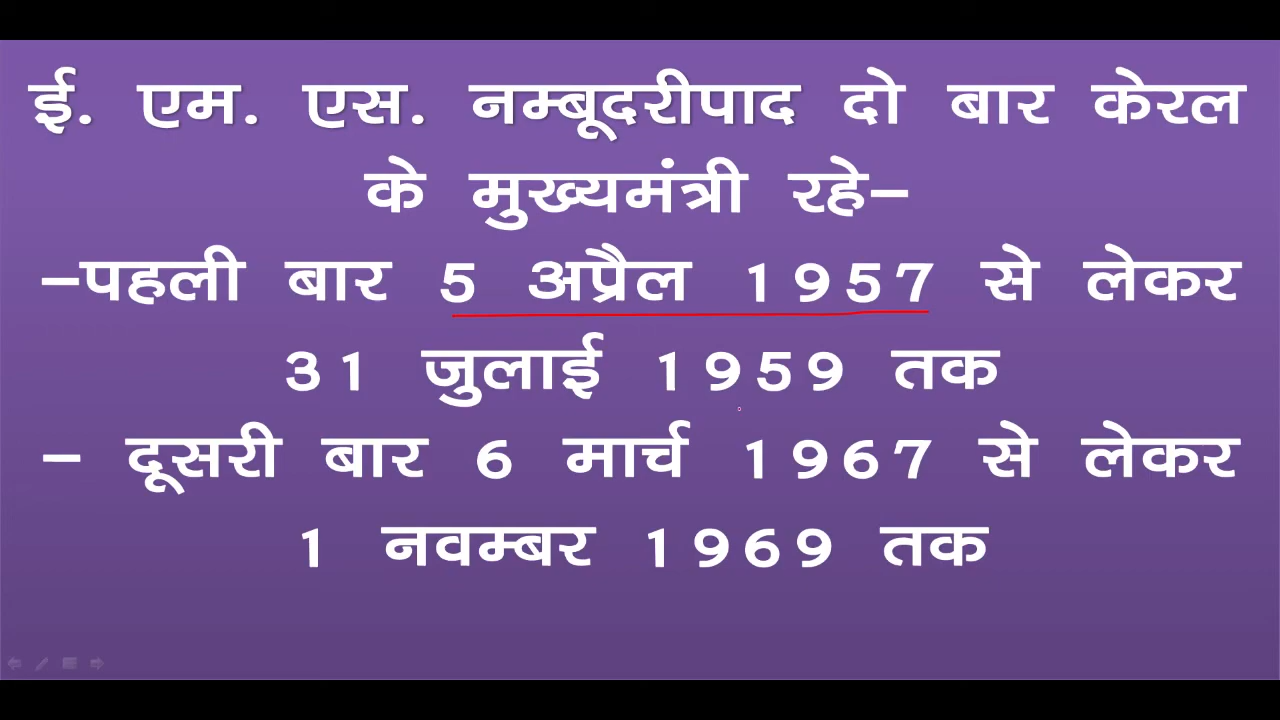 ई. एम. एस. नम्बूदरीपाद दो बार केरल
के मुख्यमंत्री रहे–
–पहली बार 5 अप्रैल 1957 से लेकर
31 जुलाई 1959 तक
– दूसरी बार 6 मार्च 1967 से लेकर
1 नवम्बर 1969 तक